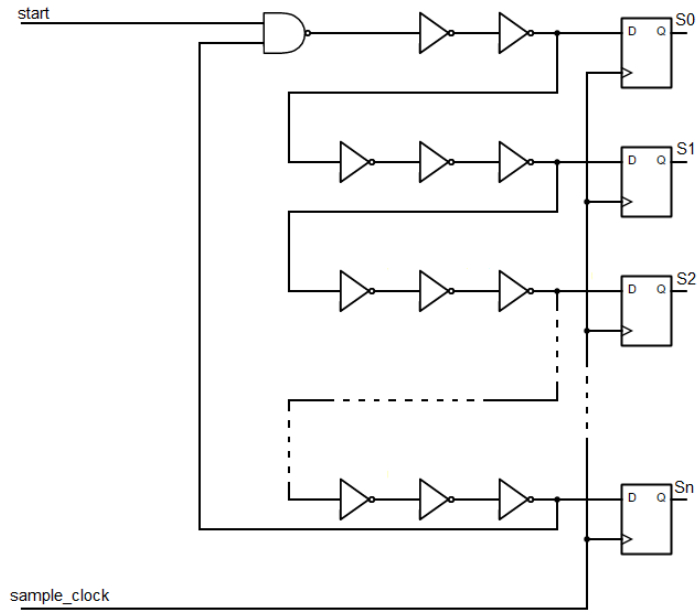 start
S0
D Q
S1
D Q
S2
D Q
Sn
D Q
sample_clock